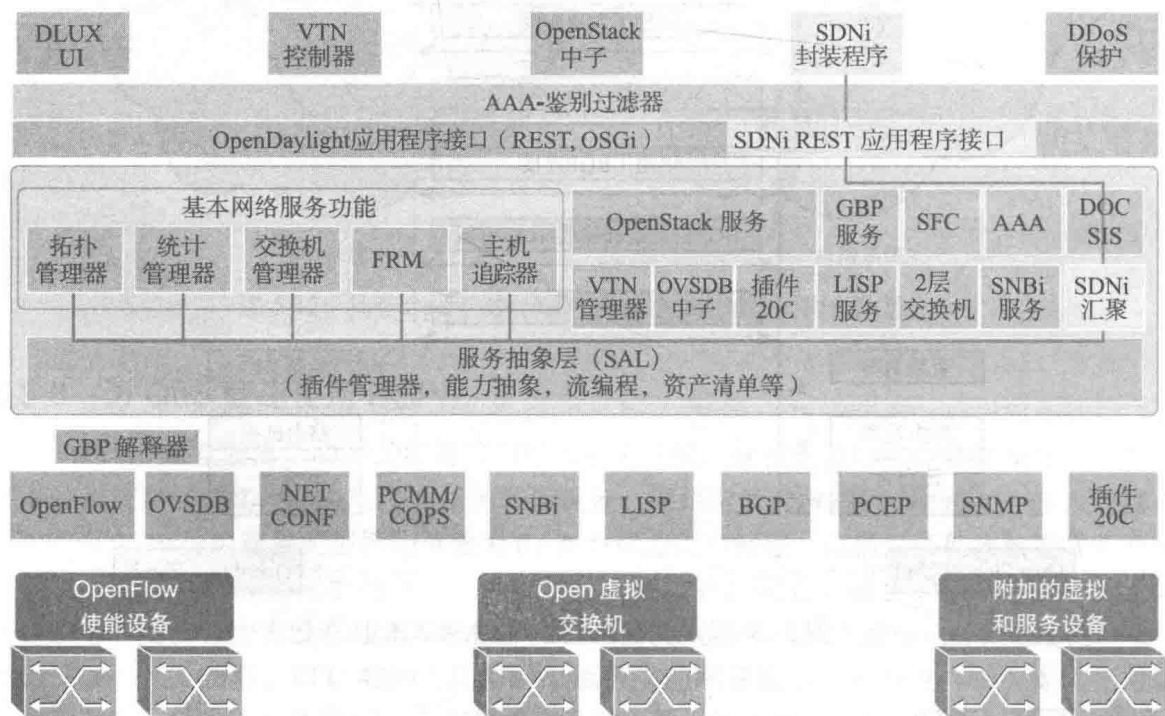 DLUX
UI
VTN
控制器
OpenStack
中子
SDNi
封装程序
DDoS
保护
AAA-鉴别过滤器
OpenDaylight应用程序接口（REST, OSGi）
SDNi REST 应用程序接口
基本网络服务功能
拓扑
管理器
统计
管理器
交换机
管理器
FRM
主机
追踪器
OpenStack 服务
GBP
服务
SFC
AAA
DOC
SIS
VTN
管理器
OVSDB
中子
插件
20C
LISP
服务
2层
交换机
SNBi
服务
SDNi
汇聚
服务抽象层（SAL）
（插件管理器，能力抽象，流编程，资产清单等）
GBP 解释器
OpenFlow
OVSDB
NET
CONF
PCMM/
COPS
SNBi
LISP
BGP
PCEP
SNMP
插件
20C
OpenFlow
使能设备
Open 虚拟
交换机
附加的虚拟
和服务设备